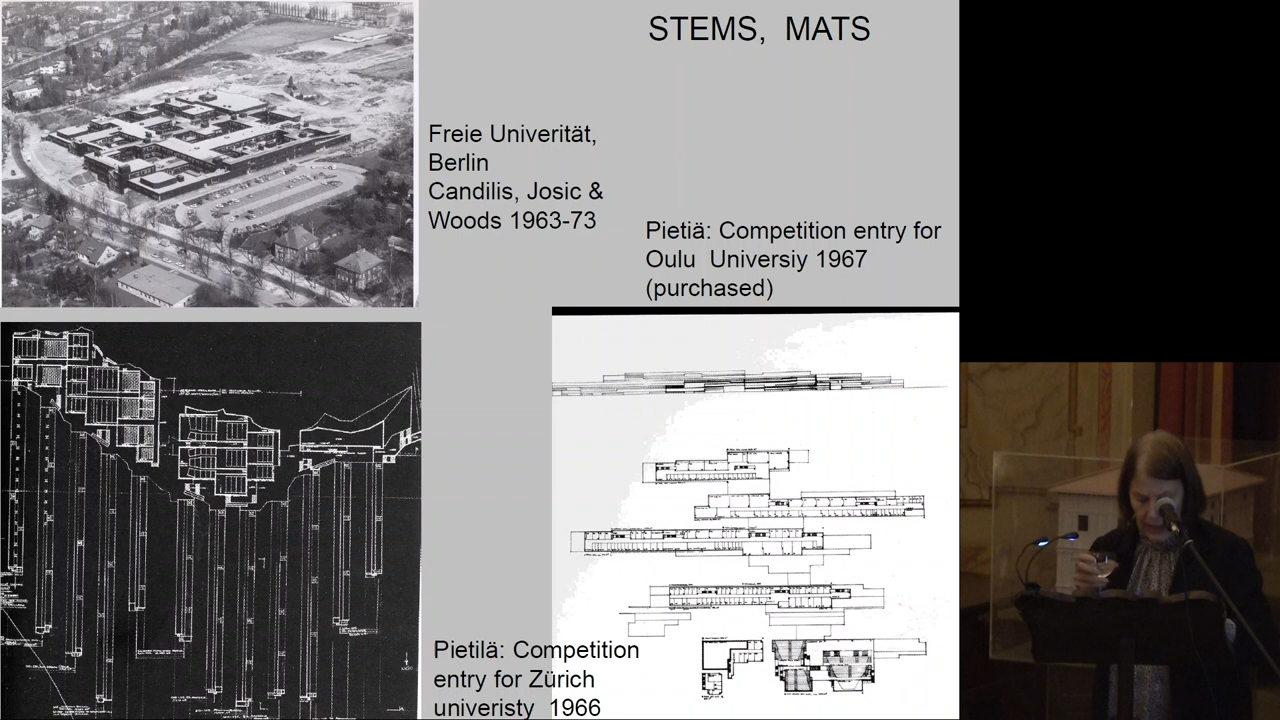 STEMS, MATS
Freie Univerität,
Berlin
Candilis, Josic &
Woods 1963-73
Pietiä: Competition entry for
Oulu Universiy 1967
(purchased)
Pietilä: Competition
entry for Zürich
univeristy 1966